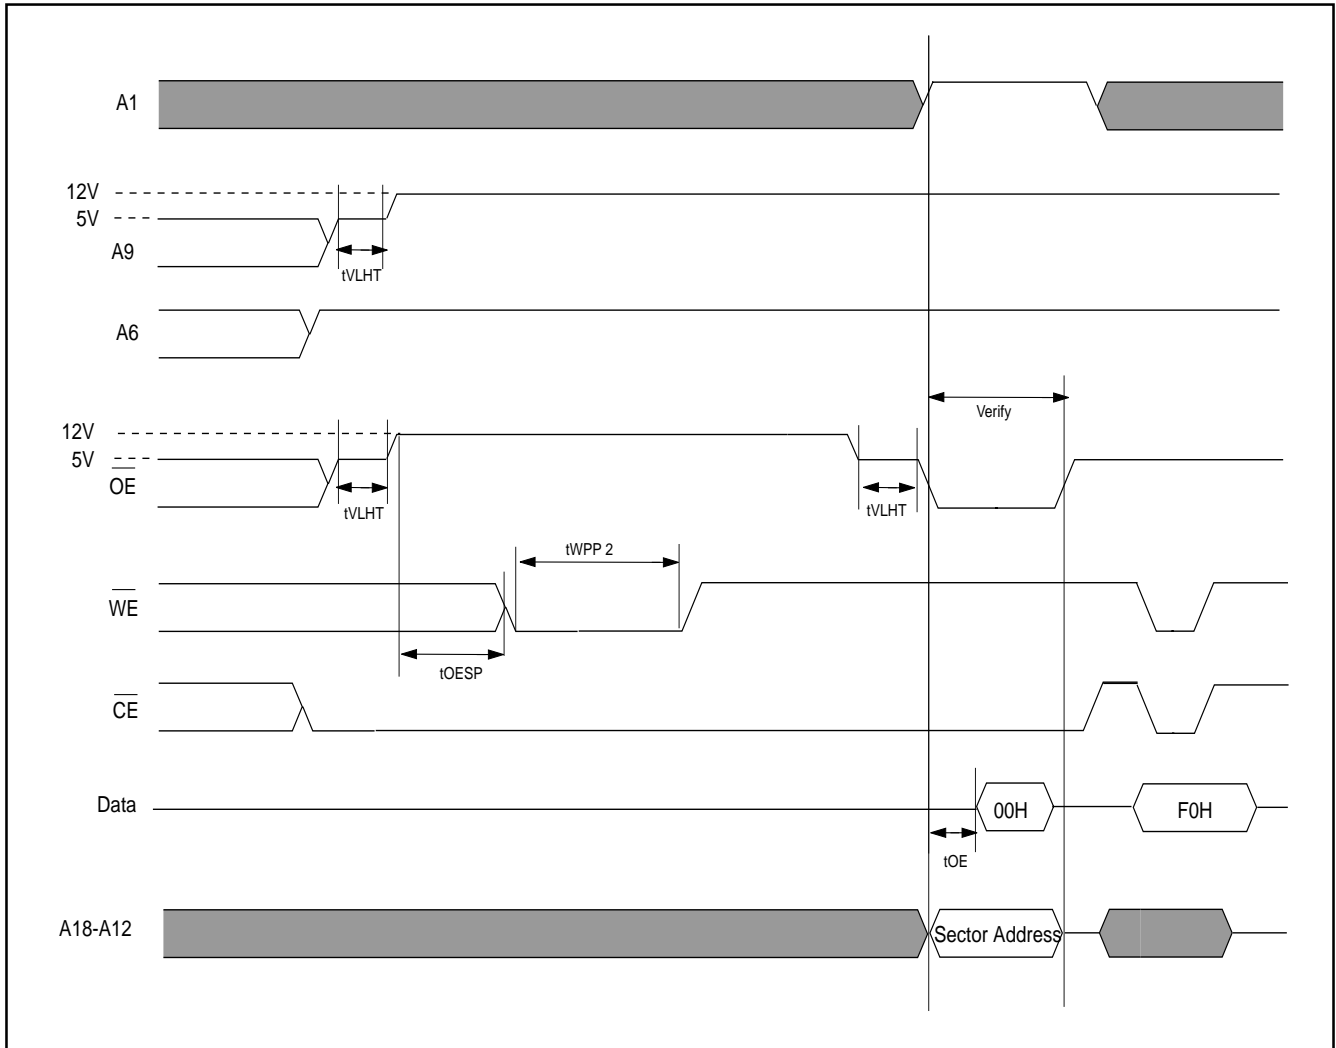 A1
12V
5V
A9
tVLHT
A6
Verify
12V
5V
OE
tVLHT
tVLHT
tWPP 2
WE
tOESP
CE
Data
00H
F0H
tOE
A18-A12
Sector Address